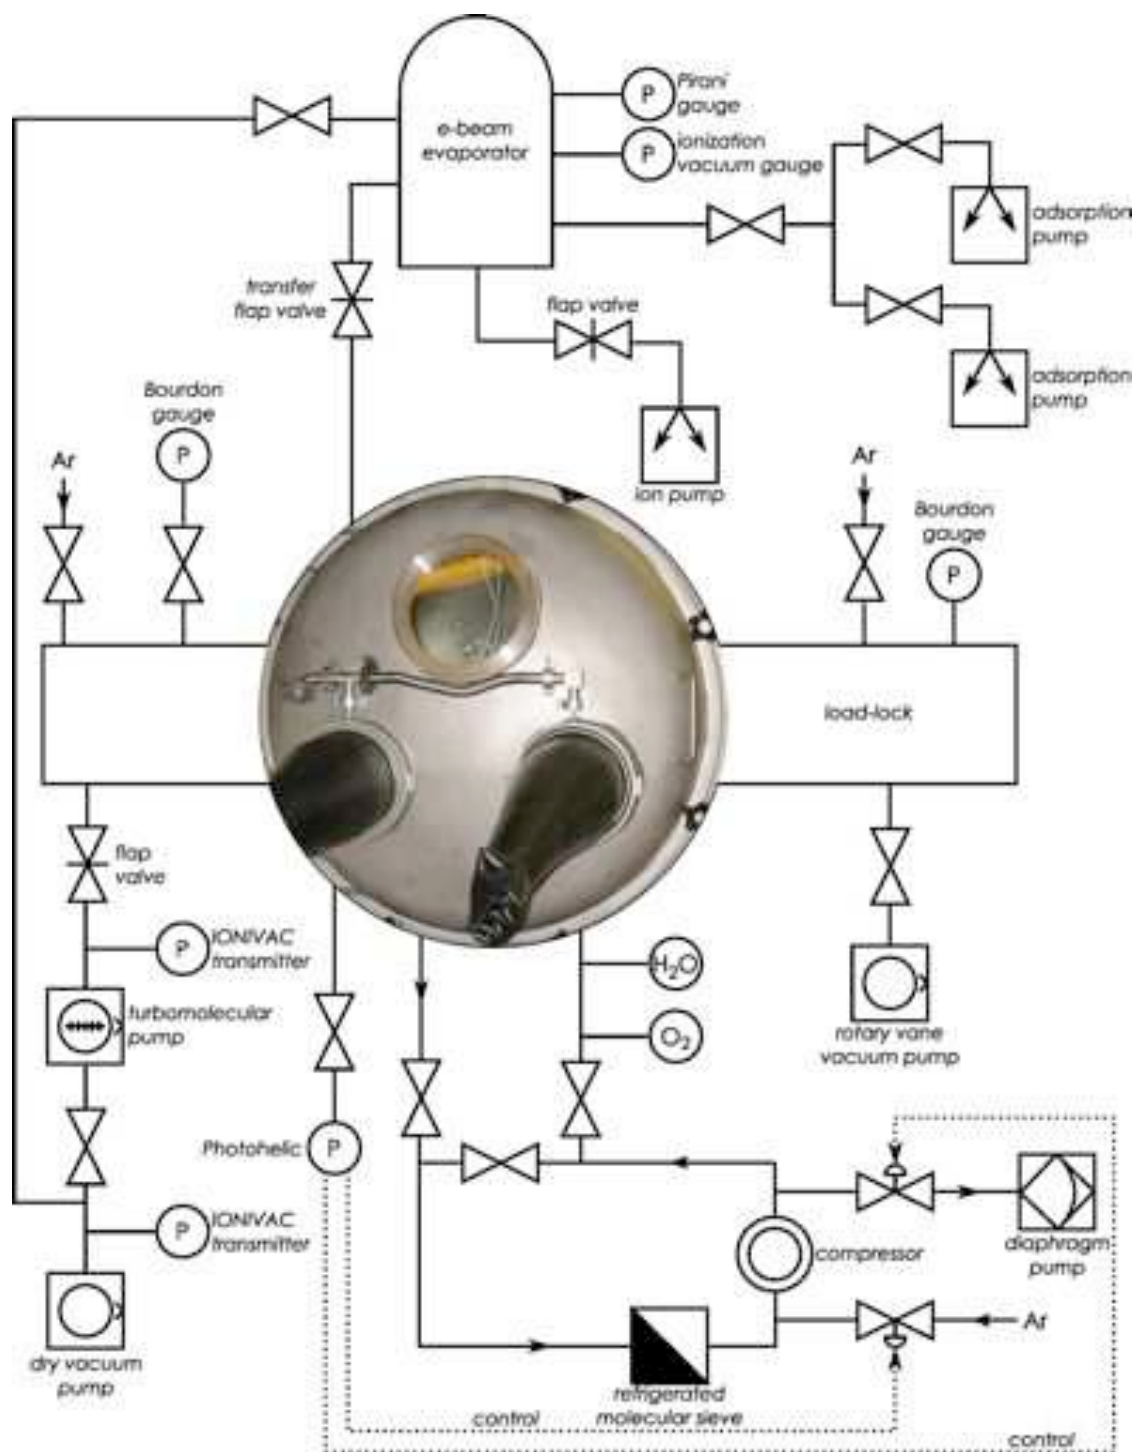 Pirani
P gauge
e-beam
evaporator
P ionization
vacuum gauge
adsorption
pump
transfer
flap valve
flap valve
adsorption
pump
Bourdon
gauge
P
Ar
ion pump
Ar
Bourdon
gauge
P
load-lock
flap
valve
P IONIVAC
transmitter
H₂O
O₂
turbomolecular
pump
rotary vane
vacuum pump
Photohelic P
P IONIVAC
transmitter
compressor
diaphragm
pump
Ar
dry vacuum
pump
refrigerated
molecular sieve
control
control